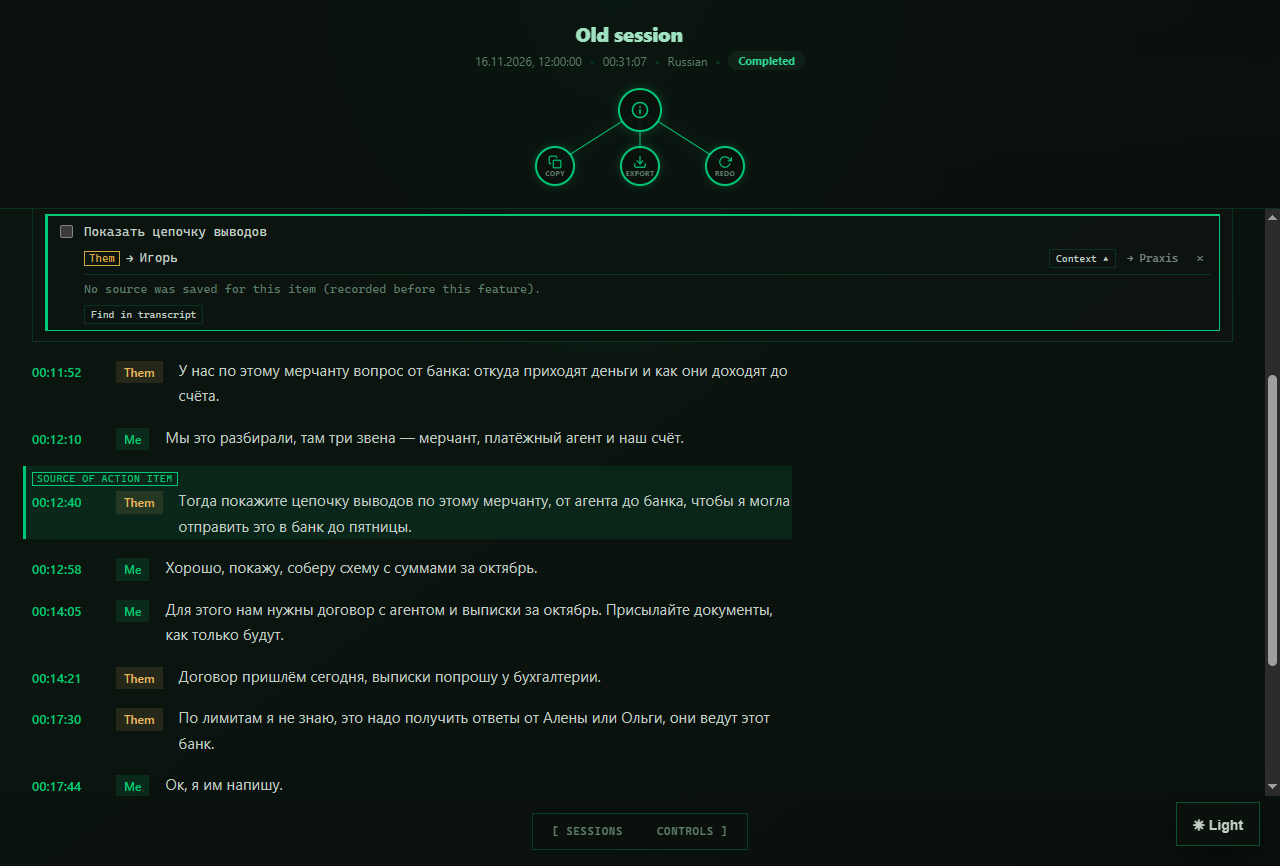 Old session
16.11.2026, 12:00:00 • 00:31:07 • Russian • Completed
COPY
EXPORT
REDO
Показать цепочку выводов
Them → Игорь
Context ▲ → Praxis ×
No source was saved for this item (recorded before this feature).
Find in transcript
00:11:52 Them У нас по этому мерчанту вопрос от банка: откуда приходят деньги и как они доходят до
счёта.
00:12:10 Me Мы это разбирали, там три звена — мерчант, платёжный агент и наш счёт.
SOURCE OF ACTION ITEM
00:12:40 Them Тогда покажите цепочку выводов по этому мерчанту, от агента до банка, чтобы я могла
отправить это в банк до пятницы.
00:12:58 Me Хорошо, покажу, соберу схему с суммами за октябрь.
00:14:05 Me Для этого нам нужны договор с агентом и выписки за октябрь. Присылайте документы,
как только будут.
00:14:21 Them Договор пришлём сегодня, выписки попрошу у бухгалтерии.
00:17:30 Them По лимитам я не знаю, это надо получить ответы от Алены или Ольги, они ведут этот
банк.
00:17:44 Me Ок, я им напишу.
[ SESSIONS CONTROLS ]
Light